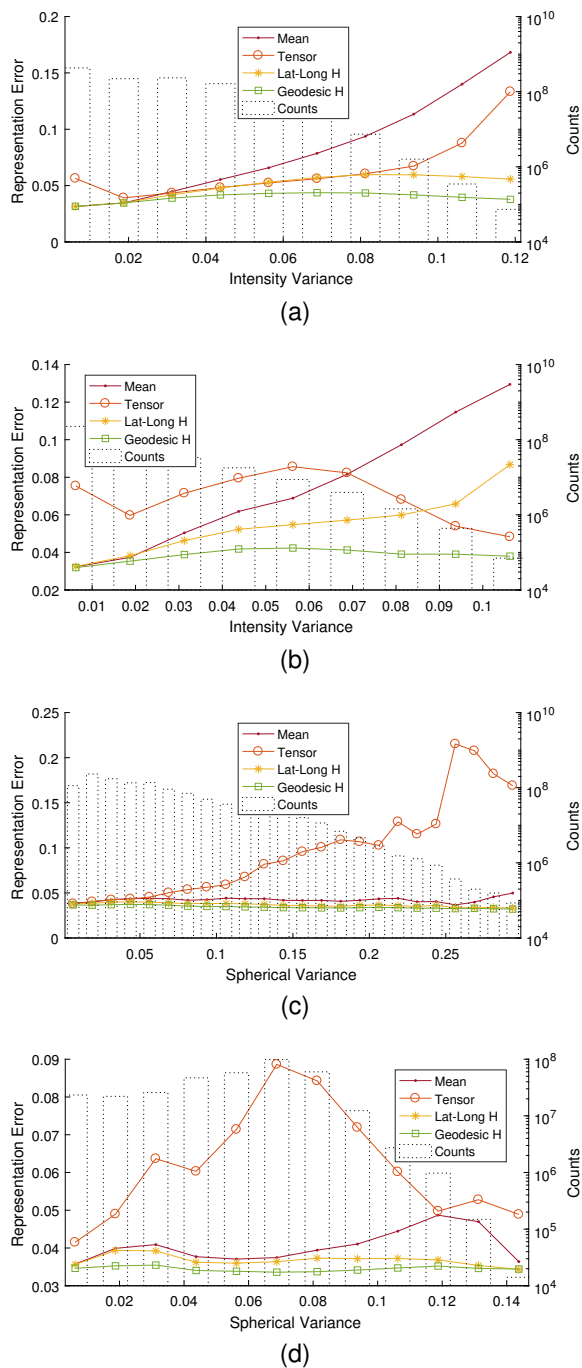 0.2
0.15
0.1
0.05
0
Representation Error
Mean
Tensor
Lat-Long H
Geodesic H
Counts
10^10
10^8
10^6
10^4
Counts
0.02 0.04 0.06 0.08 0.1 0.12
Intensity Variance
(a)
0.14
0.12
0.1
0.08
0.06
0.04
0.02
Representation Error
Mean
Tensor
Lat-Long H
Geodesic H
Counts
10^10
10^8
10^6
10^4
Counts
0.01 0.02 0.03 0.04 0.05 0.06 0.07 0.08 0.09 0.1
Intensity Variance
(b)
0.25
0.2
0.15
0.1
0.05
0
Representation Error
Mean
Tensor
Lat-Long H
Geodesic H
Counts
10^10
10^8
10^6
10^4
Counts
0.05 0.1 0.15 0.2 0.25
Spherical Variance
(c)
0.09
0.08
0.07
0.06
0.05
0.04
0.03
Representation Error
Mean
Tensor
Lat-Long H
Geodesic H
Counts
10^8
10^7
10^6
10^5
10^4
Counts
0.02 0.04 0.06 0.08 0.1 0.12 0.14
Spherical Variance
(d)